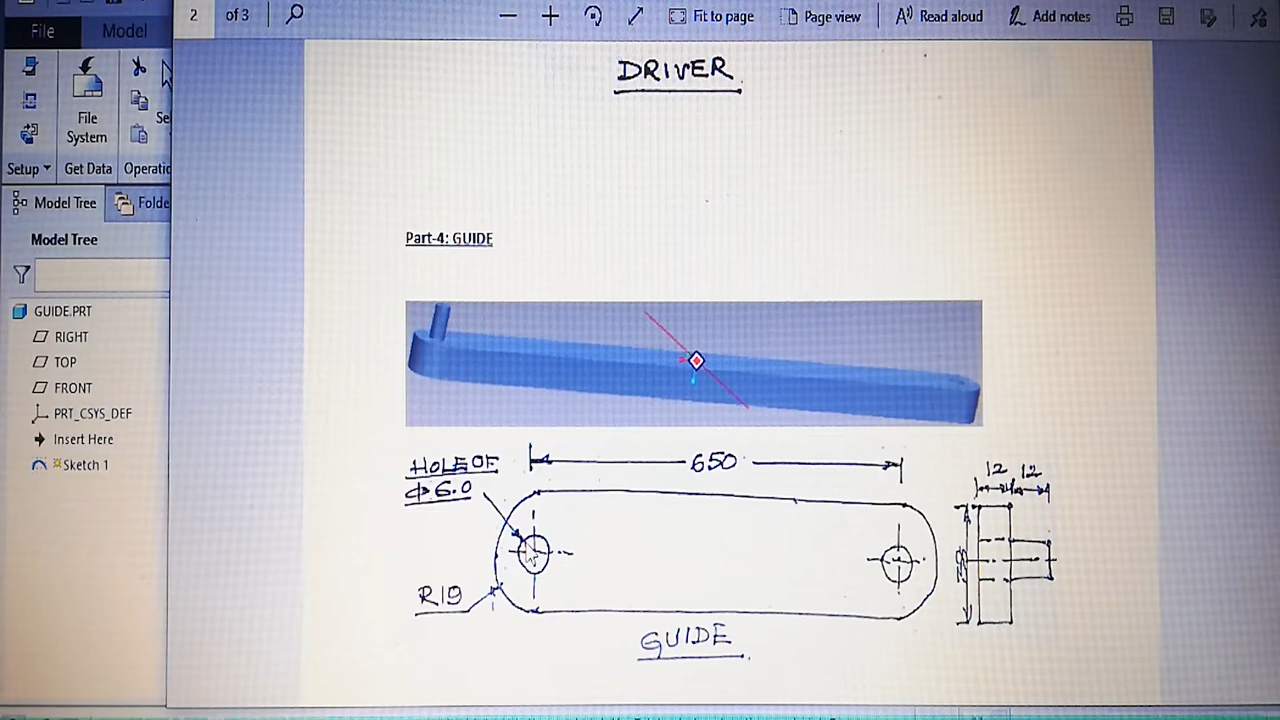 2 of 3 Fit to page Page view Read aloud Add notes
File Model
File System
Setup Get Data
Model Tree
Model Tree
GUIDE.PRT
RIGHT
TOP
FRONT
PRT_CSYS_DEF
Insert Here
Sketch 1
DRIVER
Part-4: GUIDE
HOLE OF
Φ 6.0
650
12 12
R19
GUIDE